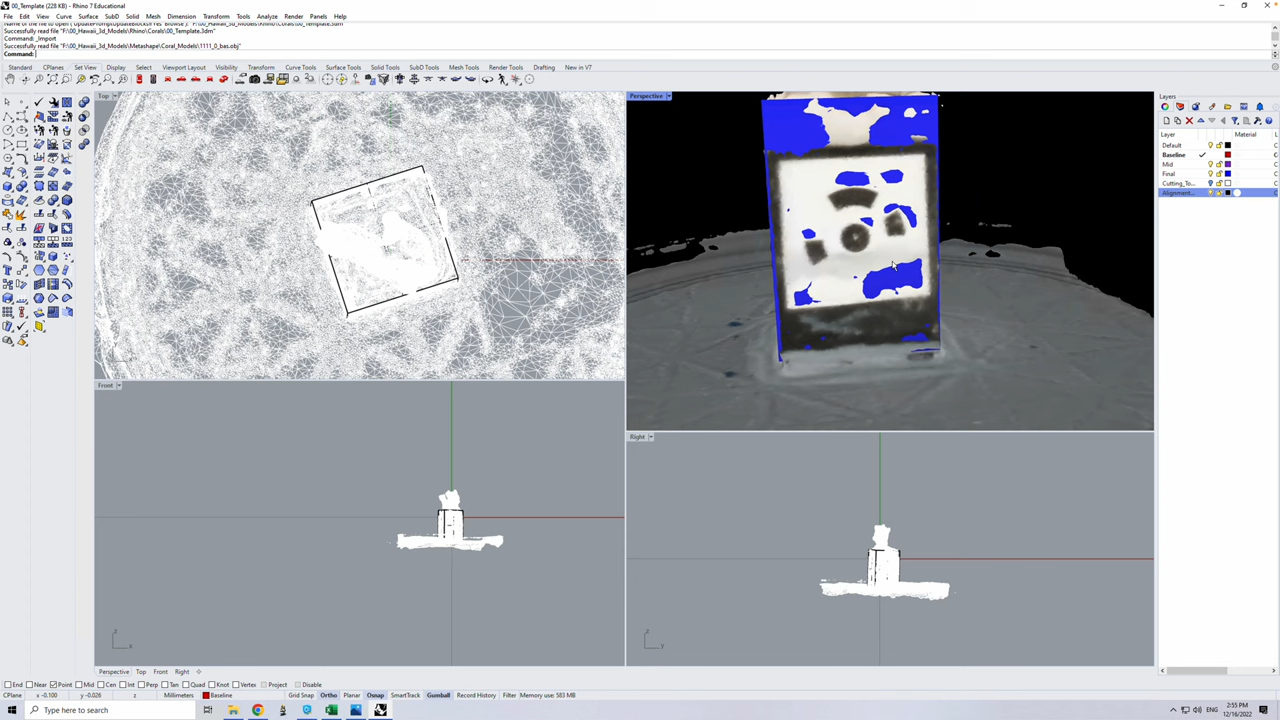 00_Template (228 KB) - Rhino 7 Educational
File Edit View Curve Surface SubD Solid Mesh Dimension Transform Tools Analyze Render Panels Help
Successfully read file "F:\00_Hawaii_3d_Models\Rhino\Corals\00_Template.3dm"
Command: _Import
Successfully read file "F:\00_Hawaii_3d_Models\Metashape\Coral_Models\1111_0_bas.obj"
Command:
Standard CPlanes Set View Display Select Viewport Layout Visibility Transform Curve Tools Surface Tools Solid Tools SubD Tools Mesh Tools Render Tools Drafting New in V7
Top
Perspective
Layers
Layer Material
Default
Baseline
Mid
Final
Cutting_To...
Alignment...
Front
z
x
Right
z
y
Perspective Top Front Right
End Near Point Mid Cen Int Perp Tan Quad Knot Vertex Project Disable
CPlane x -0.100 y -0.026 z Millimeters Baseline Grid Snap Ortho Planar Osnap SmartTrack Gumball Record History Filter Memory use: 583 MB
Type here to search
ENG
2:55 PM
12/16/2022